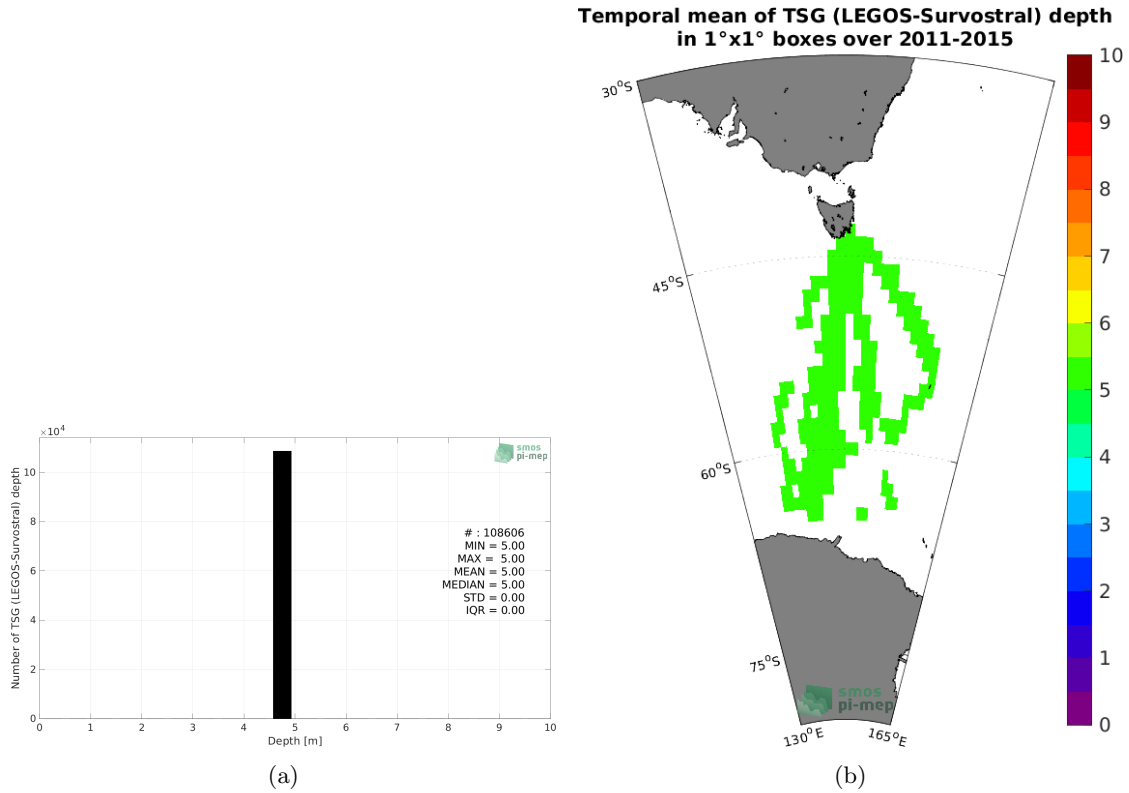 Temporal mean of TSG (LEGOS-Survostral) depth
in 1°x1° boxes over 2011-2015
30°S
45°S
60°S
75°S
130°E
165°E
10
9
8
7
6
5
4
3
2
1
0
smos
pi-mep
(b)
×10⁴
Number of TSG (LEGOS-Survostral) depth
10
8
6
4
2
0
0 1 2 3 4 5 6 7 8 9 10
Depth [m]
smos
pi-mep
# : 108606
MIN = 5.00
MAX = 5.00
MEAN = 5.00
MEDIAN = 5.00
STD = 0.00
IQR = 0.00
(a)